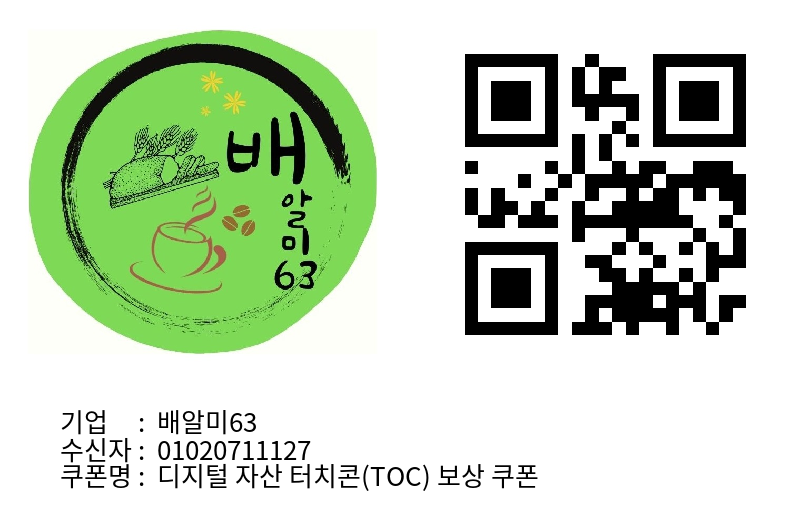 배
알
미
63
기업 : 배알미63
수신자 : 01020711127
쿠폰명 : 디지털 자산 터치콘(TOC) 보상 쿠폰